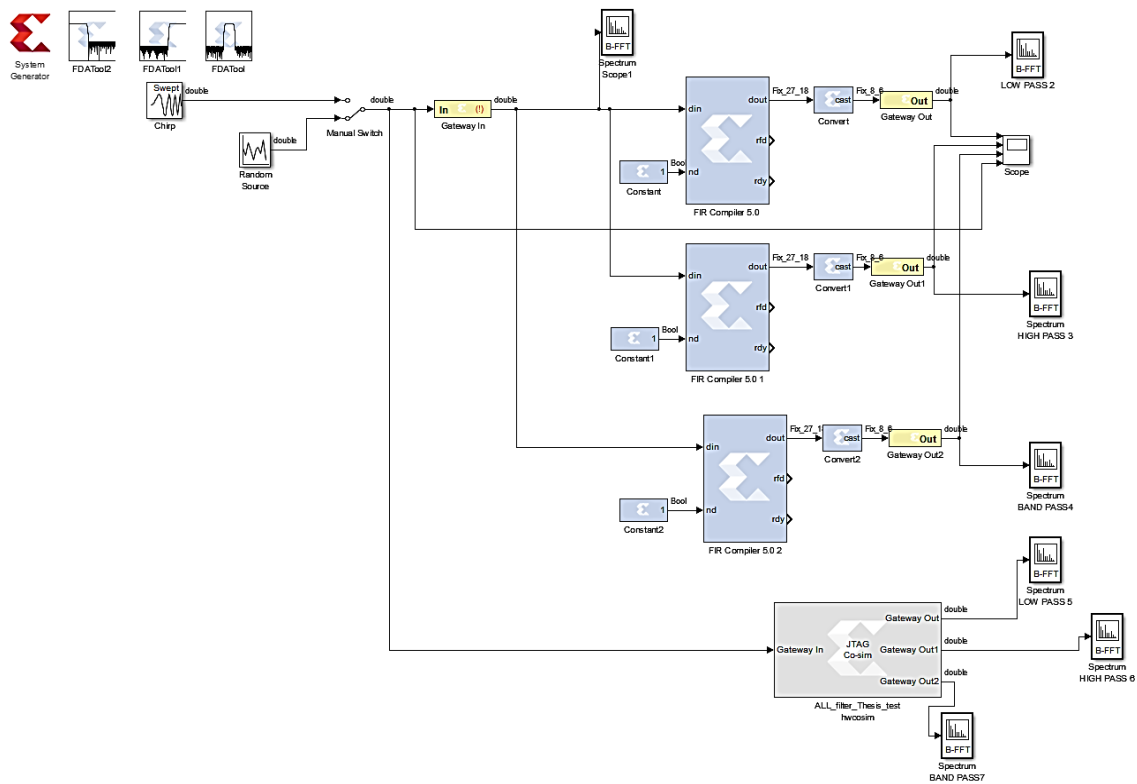 System
Generator
FDATool2
FDATool1
FDATool
Swept
double
Chirp
double
Random
Source
double
Manual Switch
In
(!)
double
Gateway In
B-FFT
Spectrum
Scope1
din
dout
nd
rfd
rdy
FIR Compiler 5.0
1
Constant
Boo
Fix_27_18
cast
Convert
Fix_8_6
Out
double
Gateway Out
B-FFT
LOW PASS 2
Scope
din
dout
nd
rfd
rdy
FIR Compiler 5.0 1
1
Constant1
Bool
Fix_27_18
cast
Convert1
Fix_8_6
Out
double
Gateway Out1
B-FFT
Spectrum
HIGH PASS 3
din
dout
nd
rfd
rdy
FIR Compiler 5.0 2
1
Constant2
Bool
Fix_27_1
cast
Convert2
Fix_8_6
Out
double
Gateway Out2
B-FFT
Spectrum
BAND PASS4
B-FFT
Spectrum
LOW PASS 5
Gateway In
JTAG
Co-sim
Gateway Out
double
Gateway Out1
double
Gateway Out2
double
ALL_filter_Thesis_test
hwcosim
B-FFT
Spectrum
HIGH PASS 6
B-FFT
Spectrum
BAND PASS7